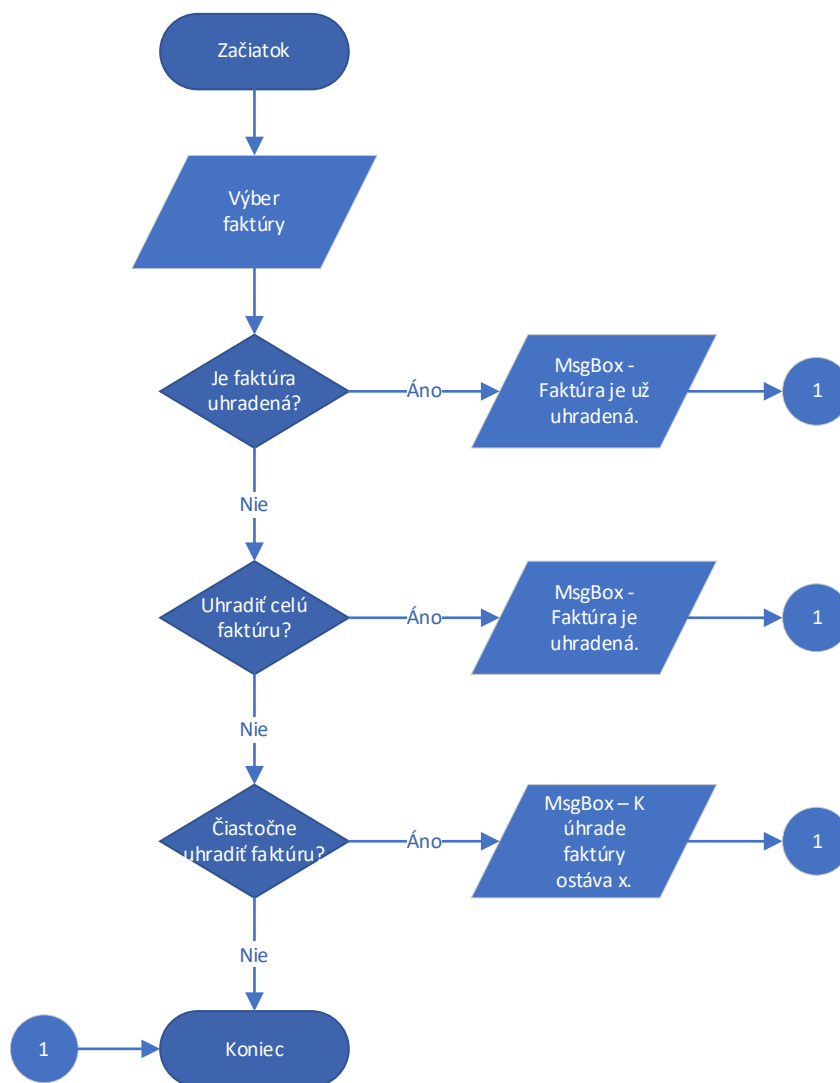 Začiatok
Výber
faktúry
Je faktúra
uhradená?
Áno
MsgBox -
Faktúra je už
uhradená.
1
Nie
Uhradiť celú
faktúru?
Áno
MsgBox -
Faktúra je
uhradená.
1
Nie
Čiastočne
uhradiť faktúru?
Áno
MsgBox – K
úhrade
faktúry
ostáva x.
1
Nie
1
Koniec